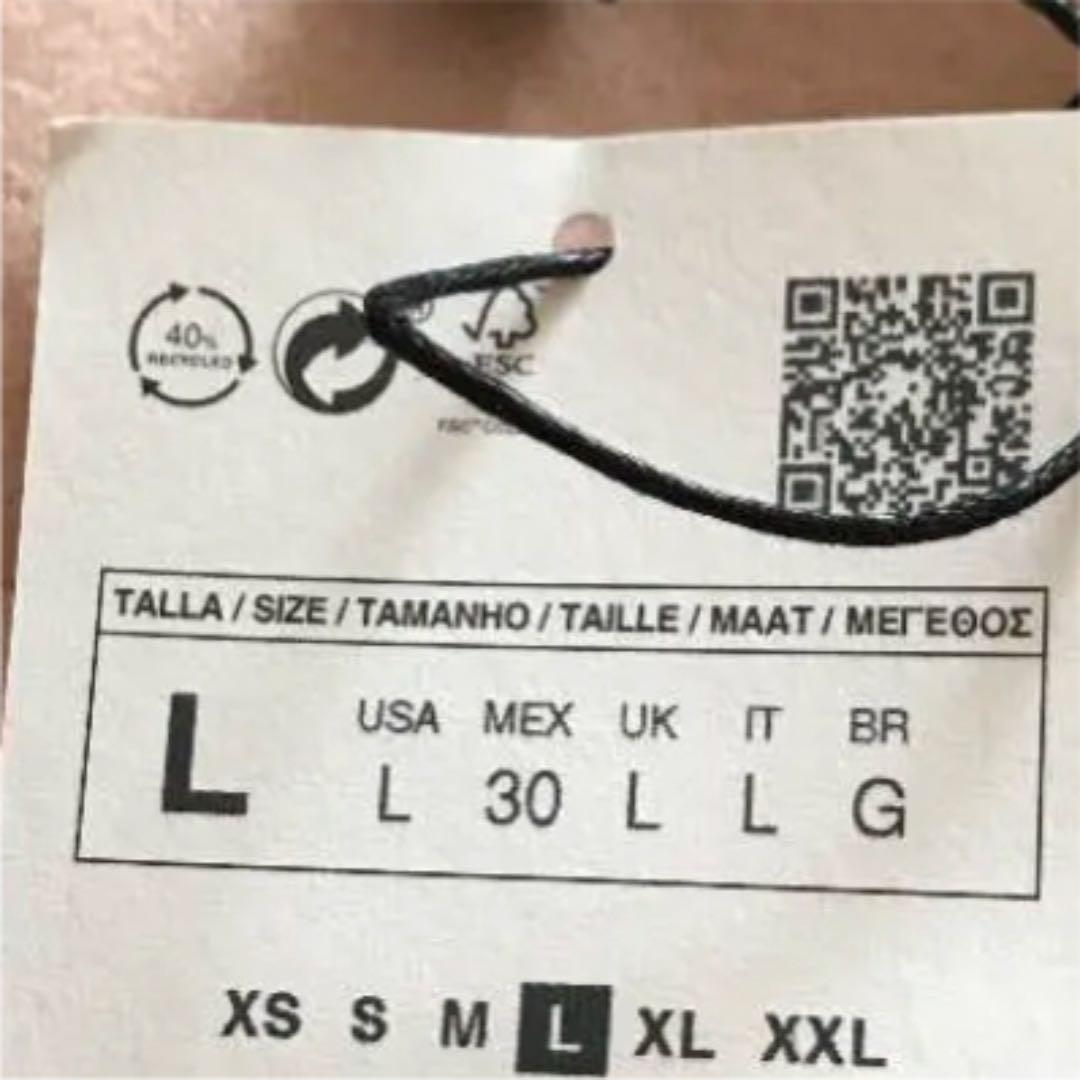 40%
RECYCLED
FSC
TALLA / SIZE / TAMANHO / TAILLE / MAAT / ΜΕΓΕΘΟΣ
L
USA MEX UK IT BR
L 30 L L G
XS S M L XL XXL